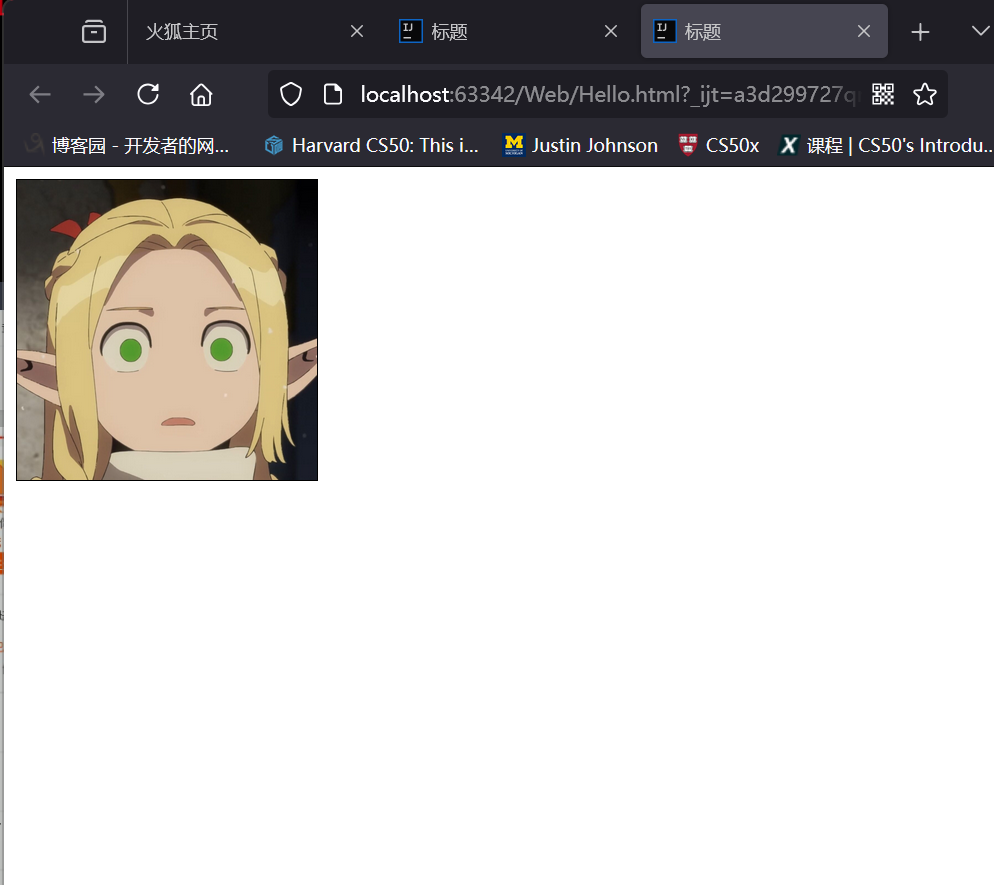 火狐主页
标题
标题
localhost:63342/Web/Hello.html?_ijt=a3d299727q
博客园 - 开发者的网...
Harvard CS50: This i...
Justin Johnson
CS50x
课程 | CS50's Introdu...